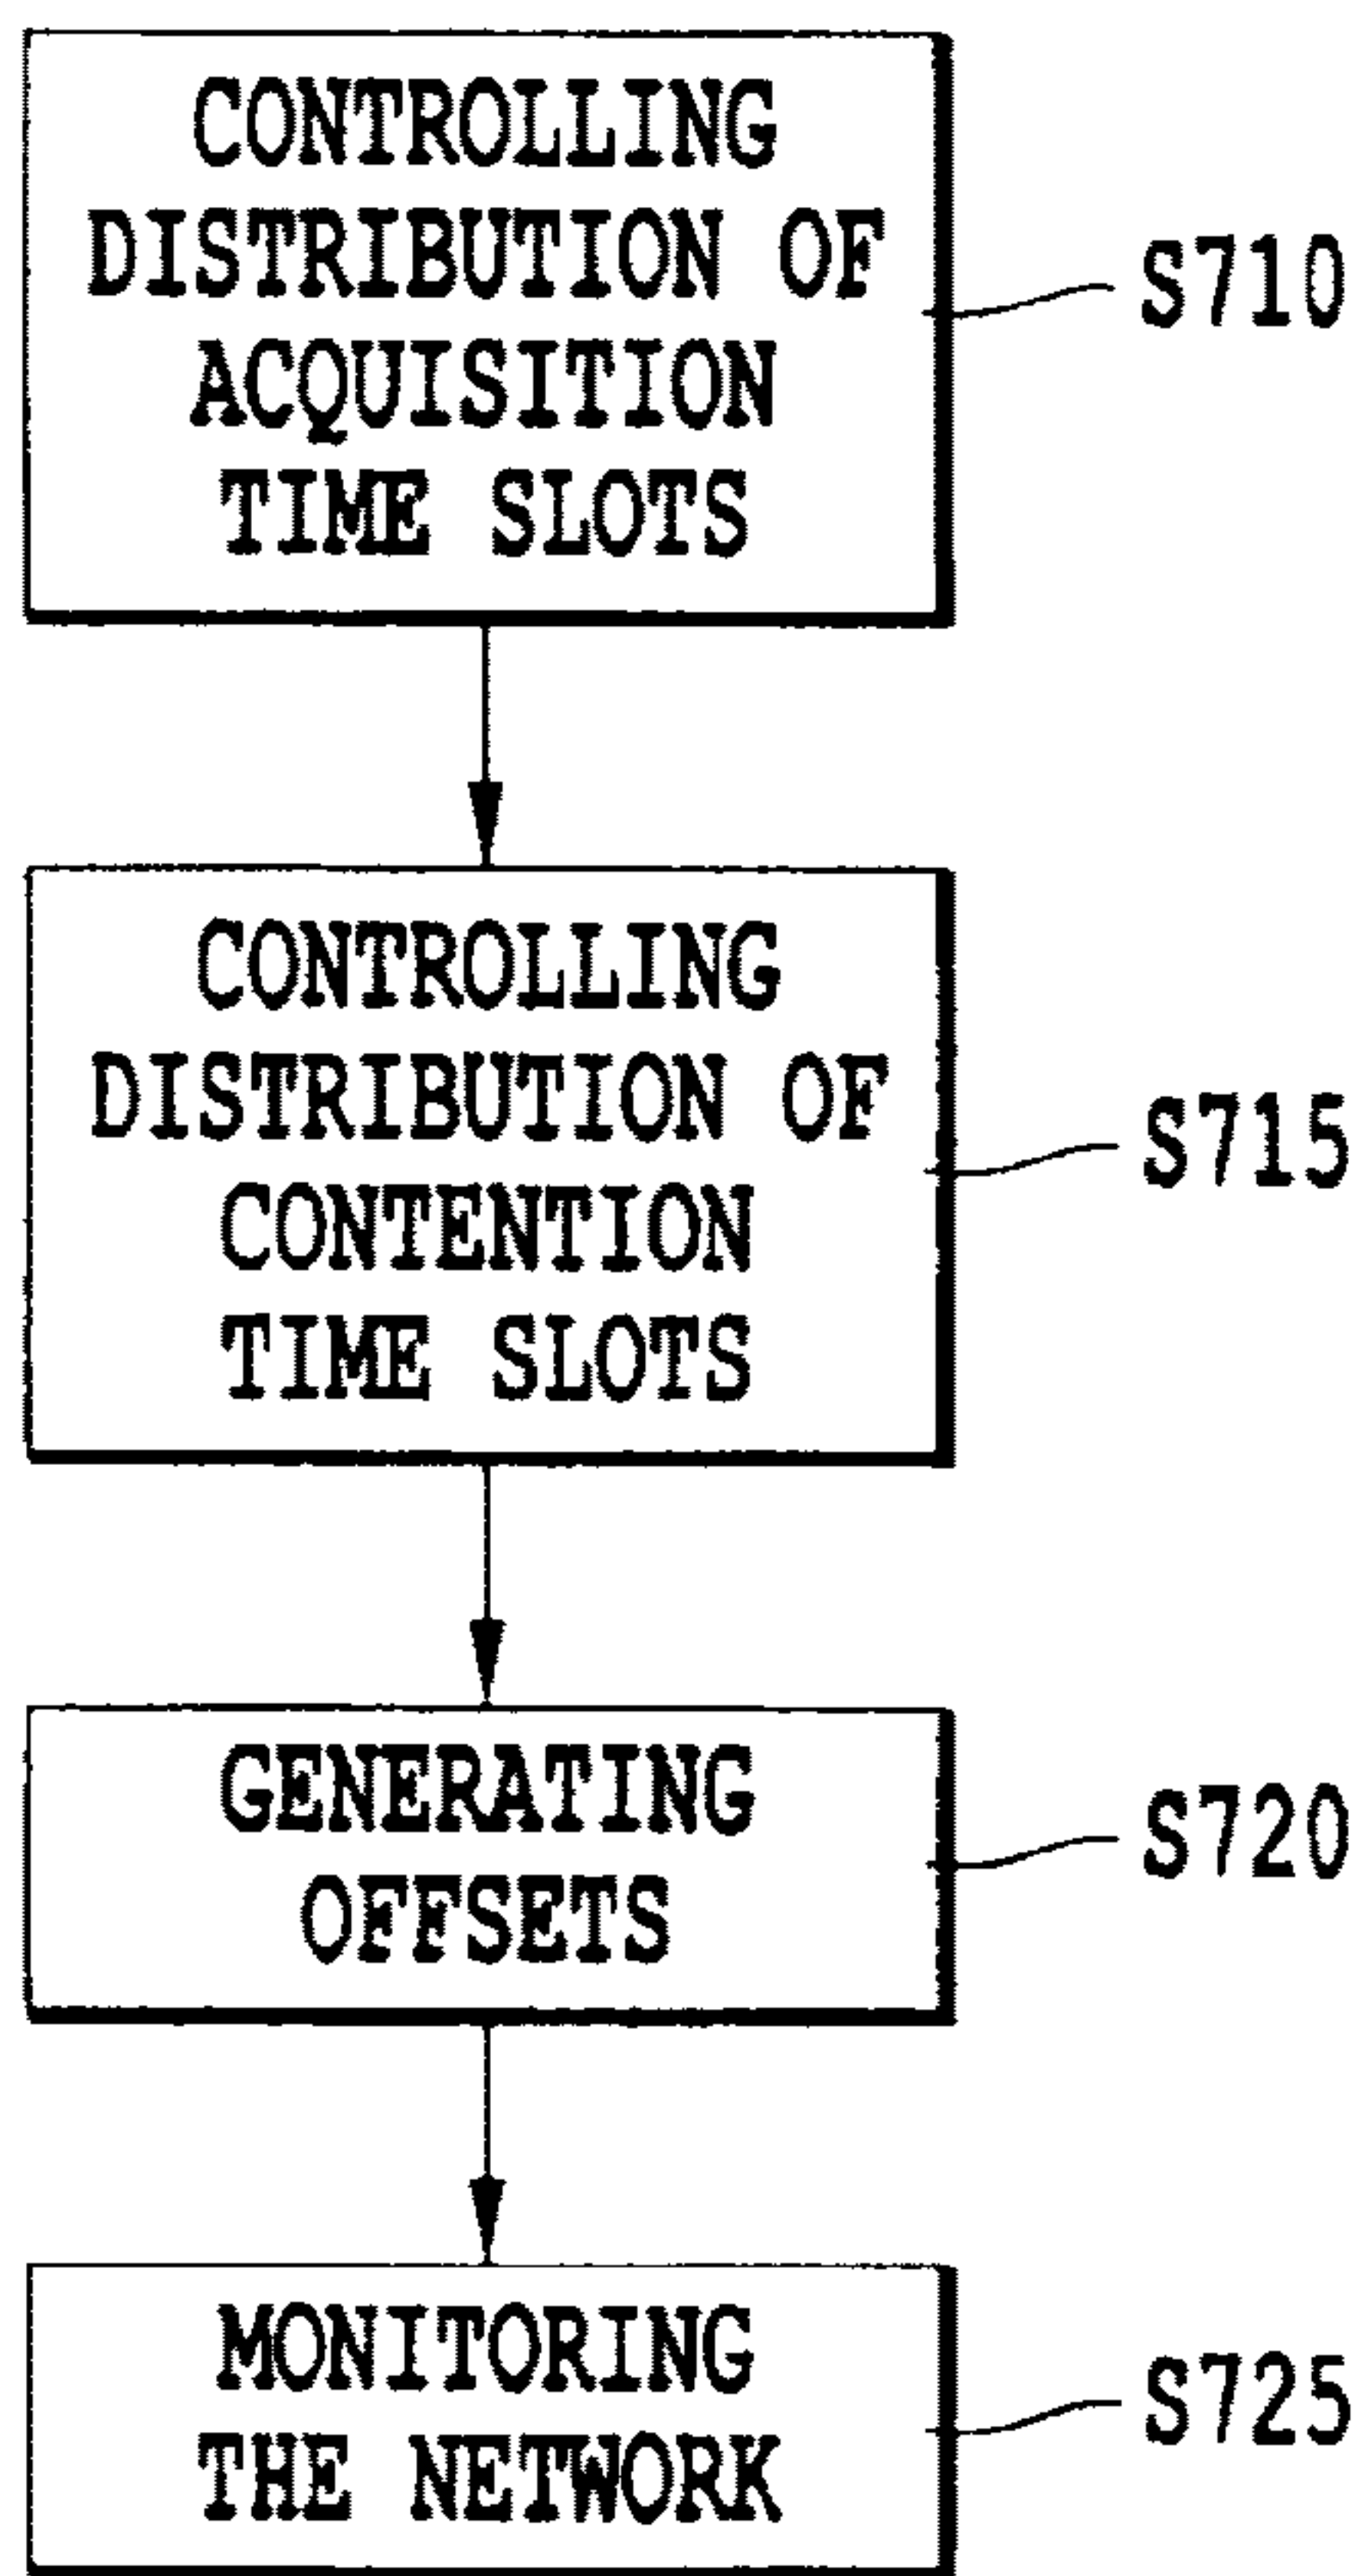 CONTROLLING
DISTRIBUTION OF
ACQUISITION
TIME SLOTS
S710
CONTROLLING
DISTRIBUTION OF
CONTENTION
TIME SLOTS
S715
GENERATING
OFFSETS
S720
MONITORING
THE NETWORK
S725